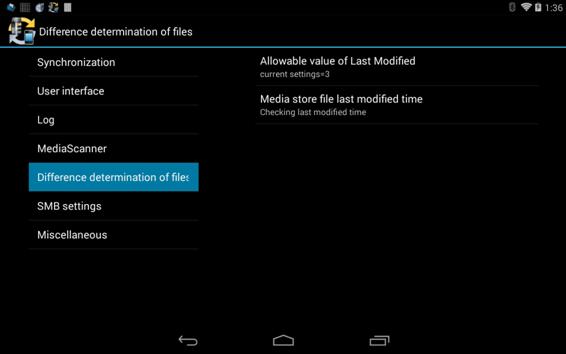 1:36
Difference determination of files
Synchronization
User interface
Log
MediaScanner
Difference determination of files
SMB settings
Miscellaneous
Allowable value of Last Modified
current settings=3
Media store file last modified time
Checking last modified time